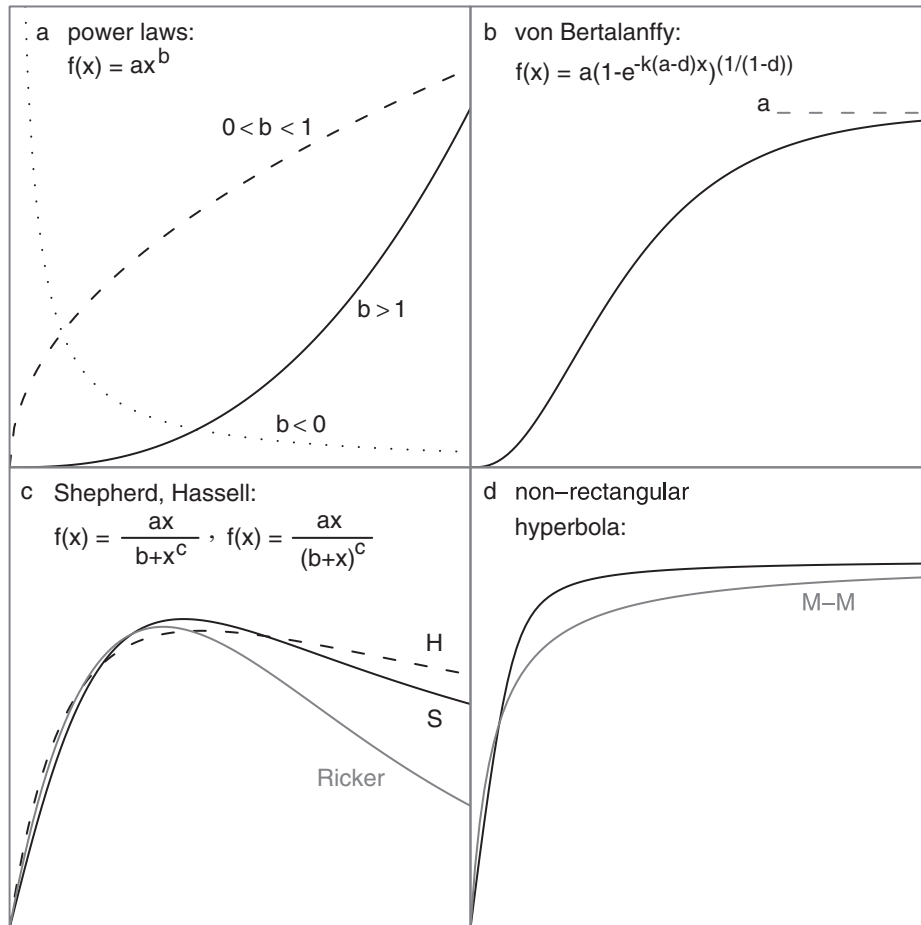 a power laws:
f(x) = ax^b
0 < b < 1
b > 1
b < 0
b von Bertalanffy:
f(x) = a(1-e^-k(a-d)x)^(1/(1-d))
a
c Shepherd, Hassell:
f(x) = ax / b+x^c , f(x) = ax / (b+x)^c
H
S
Ricker
d non–rectangular
hyperbola:
M–M